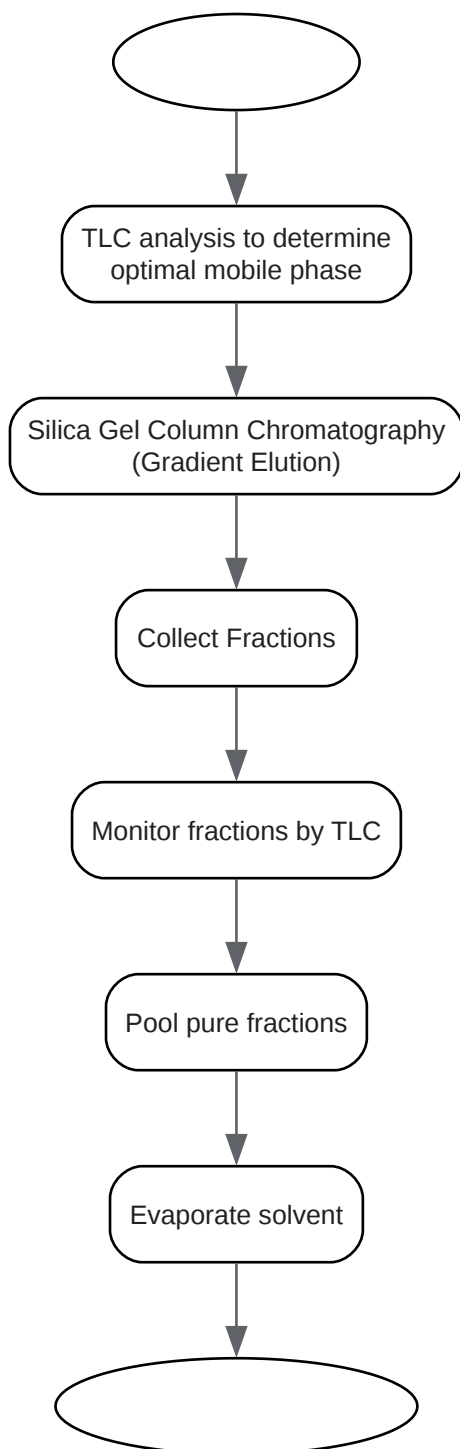 TLC analysis to determine
optimal mobile phase
Silica Gel Column Chromatography
(Gradient Elution)
Collect Fractions
Monitor fractions by TLC
Pool pure fractions
Evaporate solvent